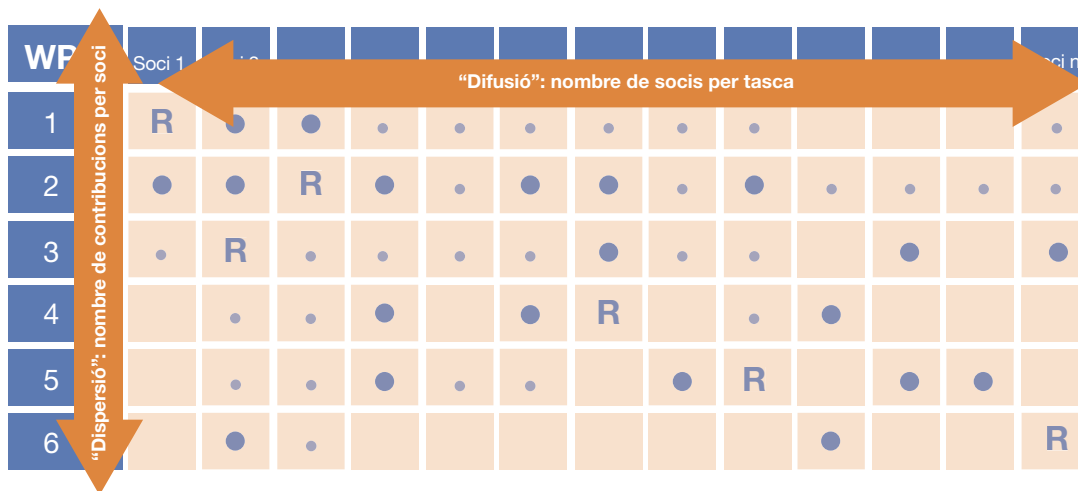 WP
Soci 1
“Difusió”: nombre de socis per tasca
“Dispersió”: nombre de contribucions per soci
1 R
2 R
3 R
4 R
5 R
6 R